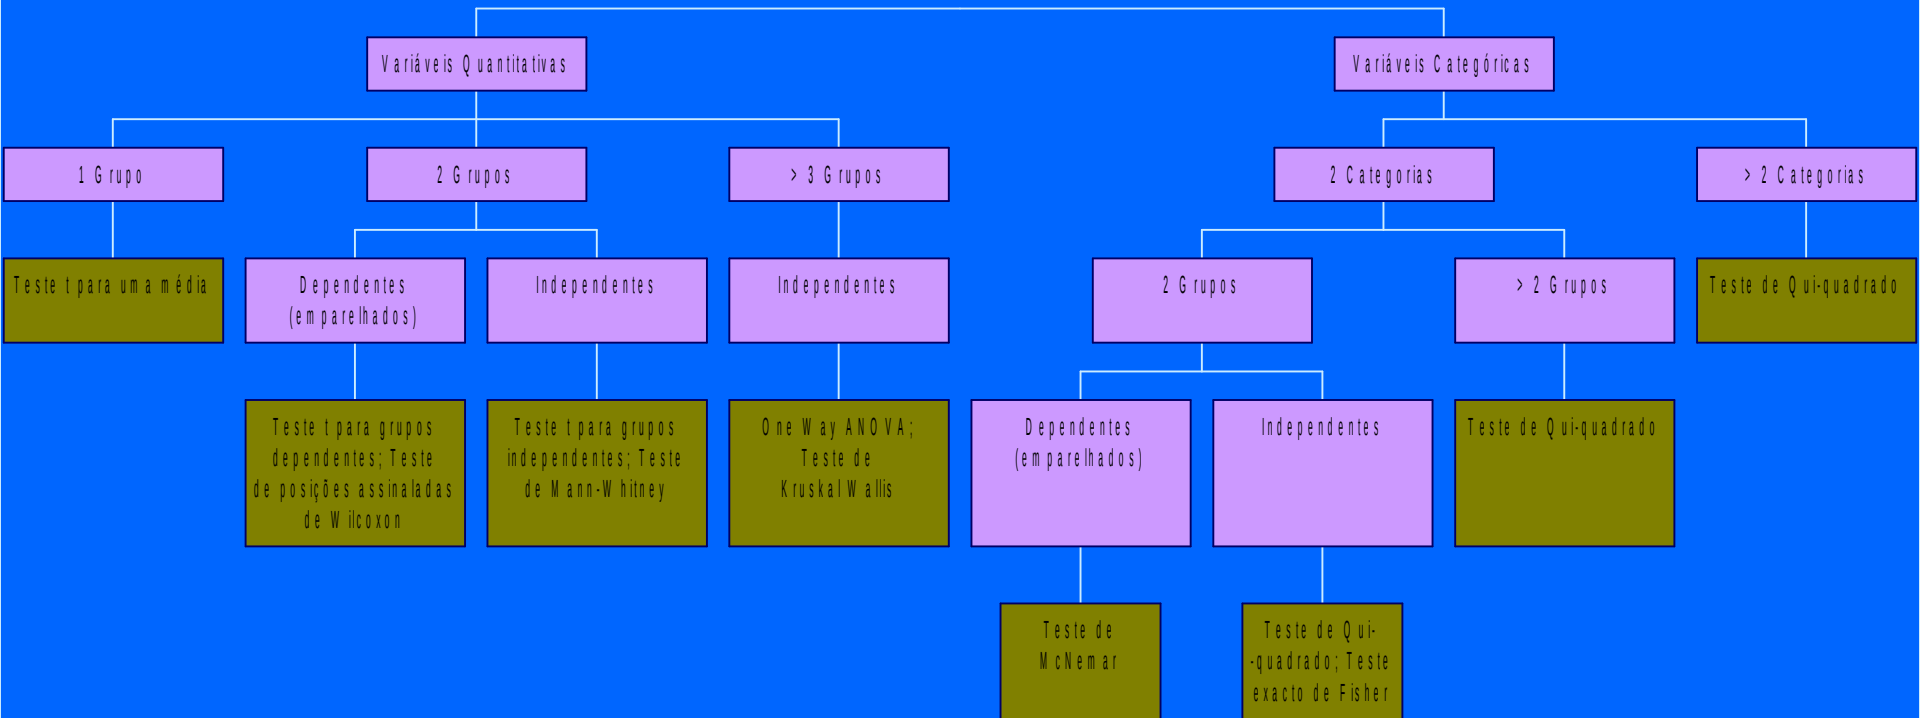 Variáveis Quantitativas
Variáveis Categóricas
1 Grupo
2 Grupos
> 3 Grupos
2 Categorias
> 2 Categorias
Teste t para uma média
Dependentes
(emparelhados)
Independentes
Independentes
2 Grupos
> 2 Grupos
Teste de Qui-quadrado
Teste t para grupos
dependentes; Teste
de posições assinaladas
de Wilcoxon
Teste t para grupos
independentes; Teste
de Mann-Whitney
One Way ANOVA;
Teste de
Kruskal Wallis
Dependentes
(emparelhados)
Independentes
Teste de Qui-quadrado
Teste de
McNemar
Teste de Qui-
-quadrado; Teste
exacto de Fisher